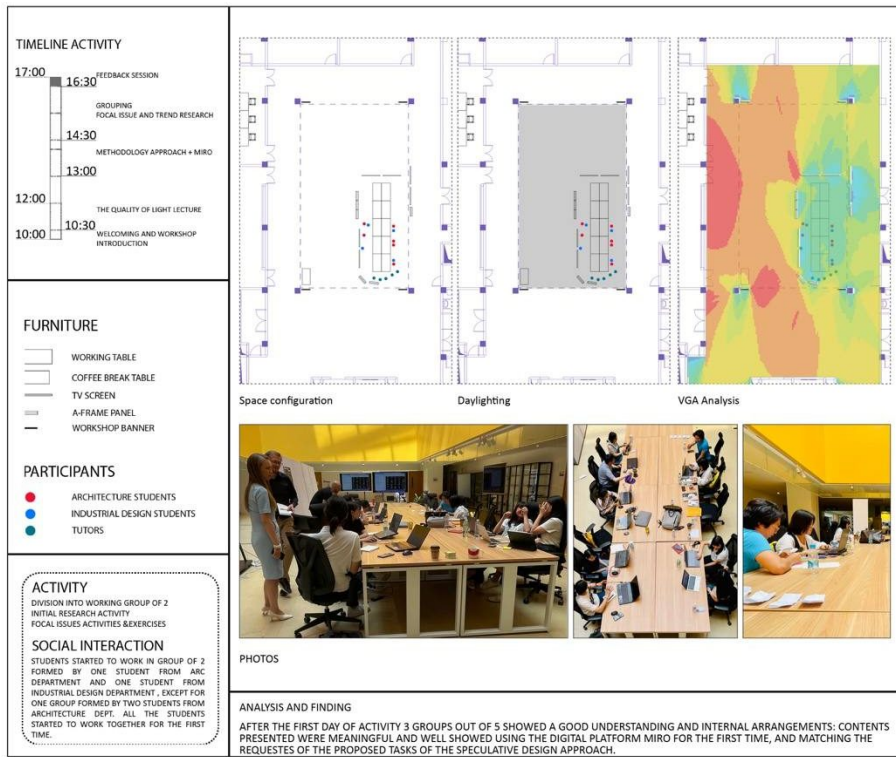 TIMELINE ACTIVITY
17:00
16:30
FEEDBACK SESSION
GROUPING
FOCAL ISSUE AND TREND RESEARCH
14:30
METHODOLOGY APPROACH + MIRO
13:00
12:00
THE QUALITY OF LIGHT LECTURE
10:30
10:00
WELCOMING AND WORKSHOP
INTRODUCTION
FURNITURE
WORKING TABLE
COFFEE BREAK TABLE
TV SCREEN
A-FRAME PANEL
WORKSHOP BANNER
PARTICIPANTS
ARCHITECTURE STUDENTS
INDUSTRIAL DESIGN STUDENTS
TUTORS
ACTIVITY
DIVISION INTO WORKING GROUP OF 2
INITIAL RESEARCH ACTIVITY
FOCAL ISSUES ACTIVITIES &EXERCISES
SOCIAL INTERACTION
STUDENTS STARTED TO WORK IN GROUP OF 2
FORMED BY ONE STUDENT FROM ARC
DEPARTMENT AND ONE STUDENT FROM
INDUSTRIAL DESIGN DEPARTMENT , EXCEPT FOR
ONE GROUP FORMED BY TWO STUDENTS FROM
ARCHITECTURE DEPT. ALL THE STUDENTS
STARTED TO WORK TOGETHER FOR THE FIRST
TIME.
Space configuration
Daylighting
VGA Analysis
PHOTOS
ANALYSIS AND FINDING
AFTER THE FIRST DAY OF ACTIVITY 3 GROUPS OUT OF 5 SHOWED A GOOD UNDERSTANDING AND INTERNAL ARRANGEMENTS: CONTENTS
PRESENTED WERE MEANINGFUL AND WELL SHOWED USING THE DIGITAL PLATFORM MIRO FOR THE FIRST TIME, AND MATCHING THE
REQUESTES OF THE PROPOSED TASKS OF THE SPECULATIVE DESIGN APPROACH.